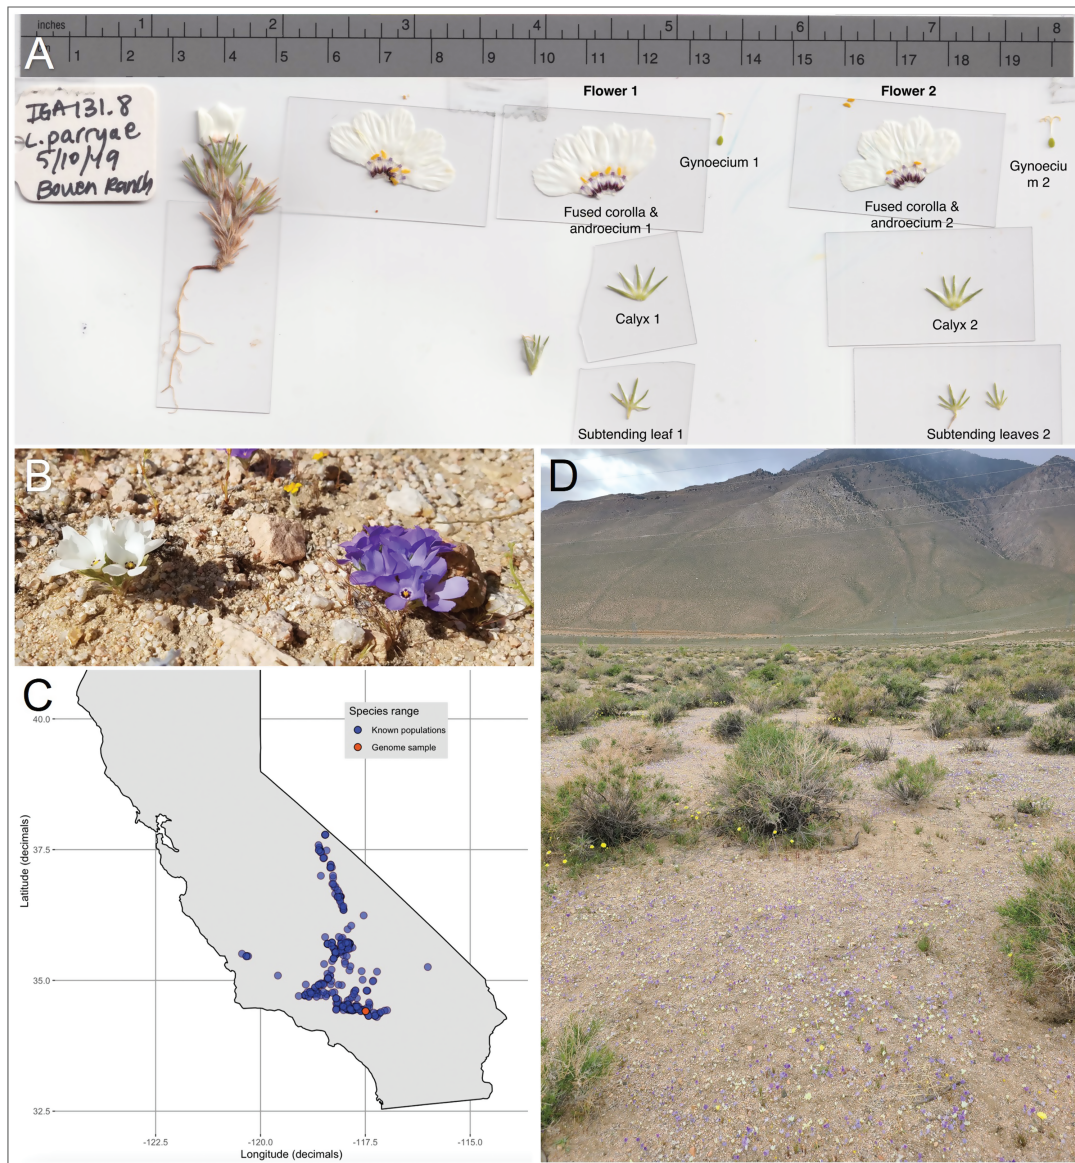 inches 1 2 3 4 5 6 7 8
1 2 3 4 5 6 7 8 9 10 11 12 13 14 15 16 17 18 19
A
IGA-131.8
L. parryae
5/10/19
Bowen Ranch
Flower 1
Flower 2
Gynoecium 1
Gynoeciu
m 2
Fused corolla &
androecium 1
Fused corolla &
androecium 2
Calyx 1
Calyx 2
Subtending leaf 1
Subtending leaves 2
B
C
Species range
Known populations
Genome sample
40.0
37.5
35.0
32.5
Latitude (decimals)
-122.5 -120.0 -117.5 -115.0
Longitude (decimals)
D